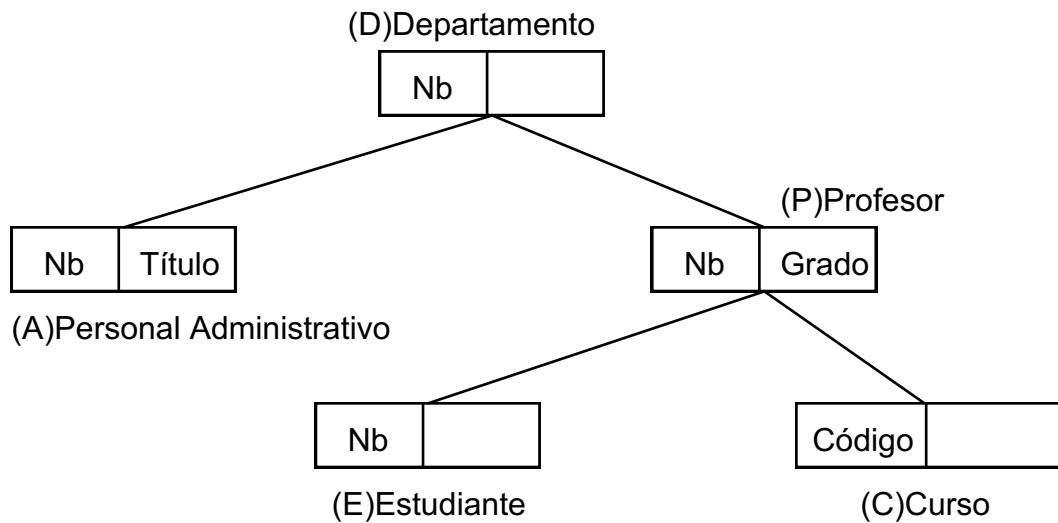 (D)Departamento
Nb
(P)Profesor
Nb Título
Nb Grado
(A)Personal Administrativo
Nb
Código
(E)Estudiante
(C)Curso